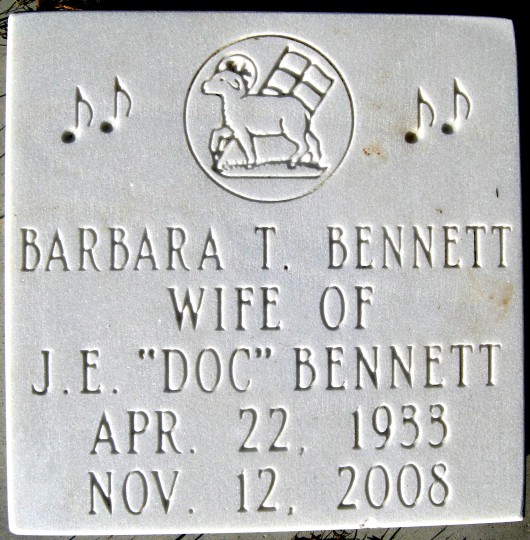 BARBARA T. BENNETT
WIFE OF
J.E. "DOC" BENNETT
APR. 22, 1933
NOV. 12, 2008